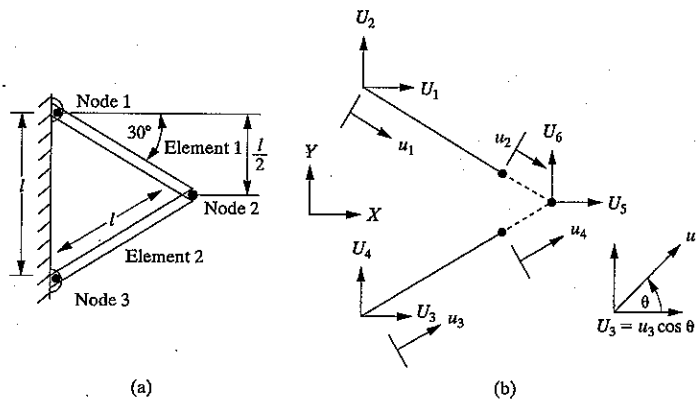 Node 1
30°
Element 1
l/2
l
l
Node 2
Element 2
Node 3
(a)
U₂
U₁
u₁
u₂
U₆
Y
X
U₅
U₄
u₄
U₃
u₃
u
θ
U₃ = u₃ cos θ
(b)